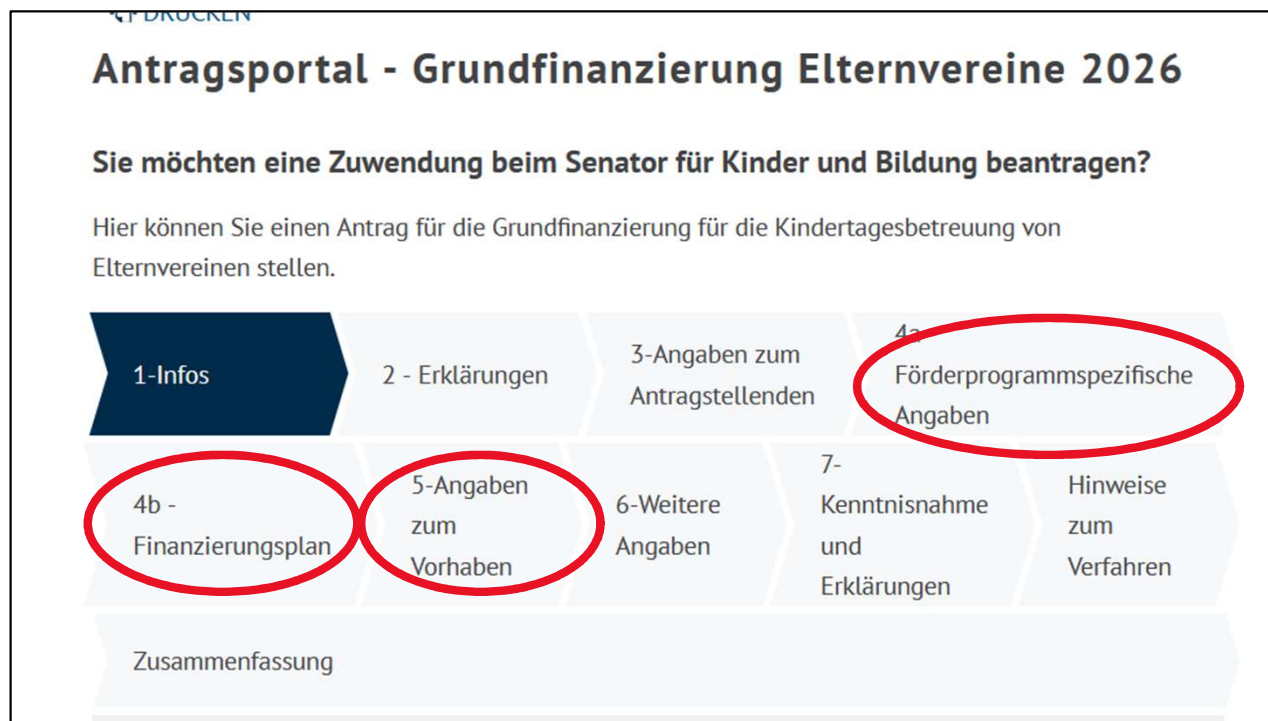 DRUCKEN
Antragsportal - Grundfinanzierung Elternvereine 2026
Sie möchten eine Zuwendung beim Senator für Kinder und Bildung beantragen?
Hier können Sie einen Antrag für die Grundfinanzierung für die Kindertagesbetreuung von
Elternvereinen stellen.
1-Infos
2 - Erklärungen
3-Angaben zum
Antragstellenden
4a-
Förderprogrammspezifische
Angaben
4b -
Finanzierungsplan
5-Angaben
zum
Vorhaben
6-Weitere
Angaben
7-
Kenntnisnahme
und
Erklärungen
Hinweise
zum
Verfahren
Zusammenfassung